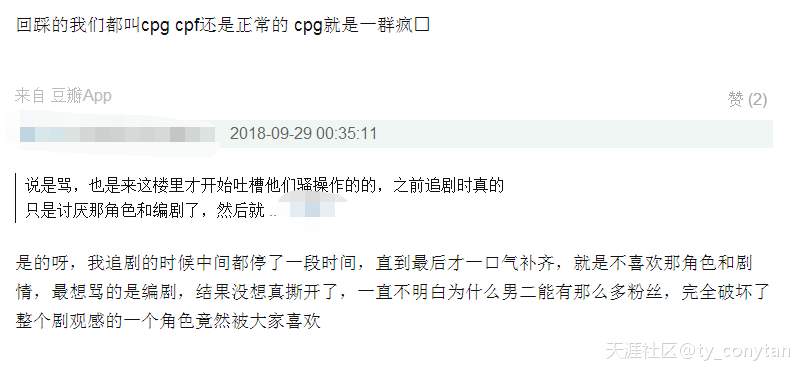 回踩的我们都叫cpg cpf还是正常的 cpg就是一群疯□
来自 豆瓣App
赞 (2)
2018-09-29 00:35:11
说是骂，也是来这楼里才开始吐槽他们骚操作的的，之前追剧时真的
只是讨厌那角色和编剧了，然后就 ..
是的呀，我追剧的时候中间都停了一段时间，直到最后才一口气补齐，就是不喜欢那角色和剧
情，最想骂的是编剧，结果没想真撕开了，一直不明白为什么男二能有那么多粉丝，完全破坏了
整个剧观感的一个角色竟然被大家喜欢
天涯社区@ty_conytan